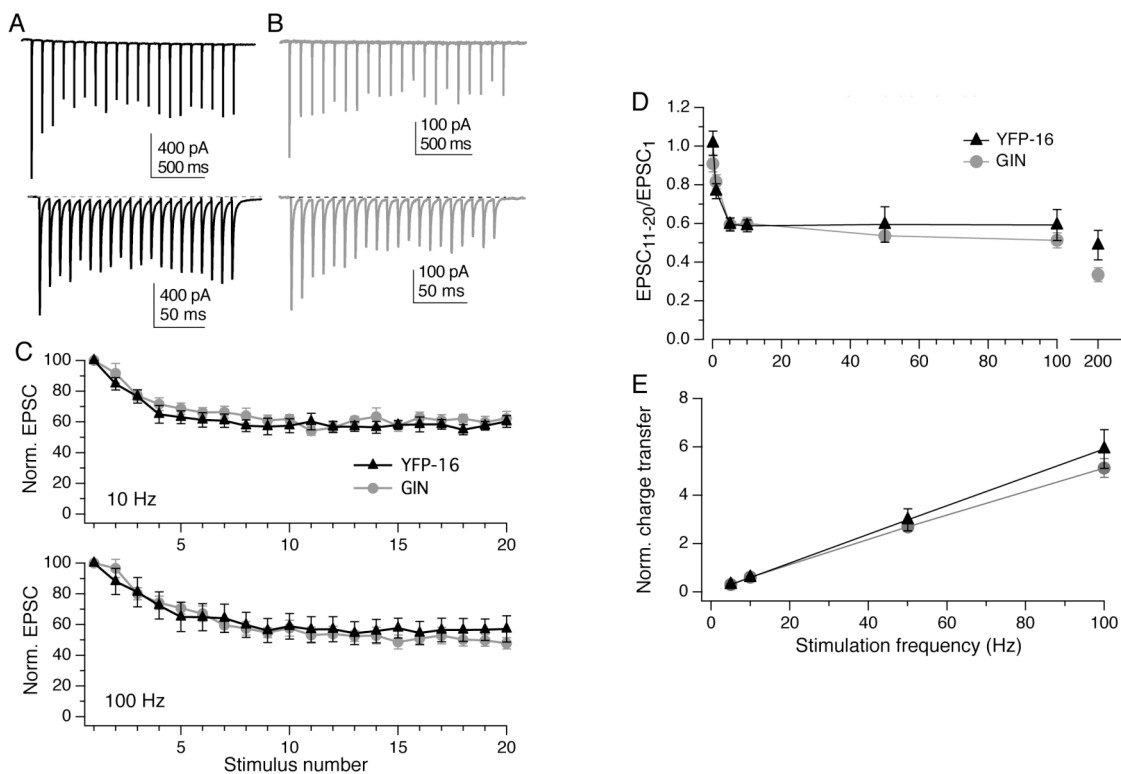 A
400 pA
500 ms
400 pA
50 ms
B
100 pA
500 ms
100 pA
50 ms
C
Norm. EPSC
100
80
60
40
20
0
YFP-16
GIN
10 Hz
5
10
15
20
Norm. EPSC
100
80
60
40
20
0
100 Hz
5
10
15
20
Stimulus number
D
EPSC11-20/EPSC1
1.2
1.0
0.8
0.6
0.4
0.2
0.0
YFP-16
GIN
0
20
40
60
80
100
200
E
Norm. charge transfer
8
6
4
2
0
0
20
40
60
80
100
Stimulation frequency (Hz)